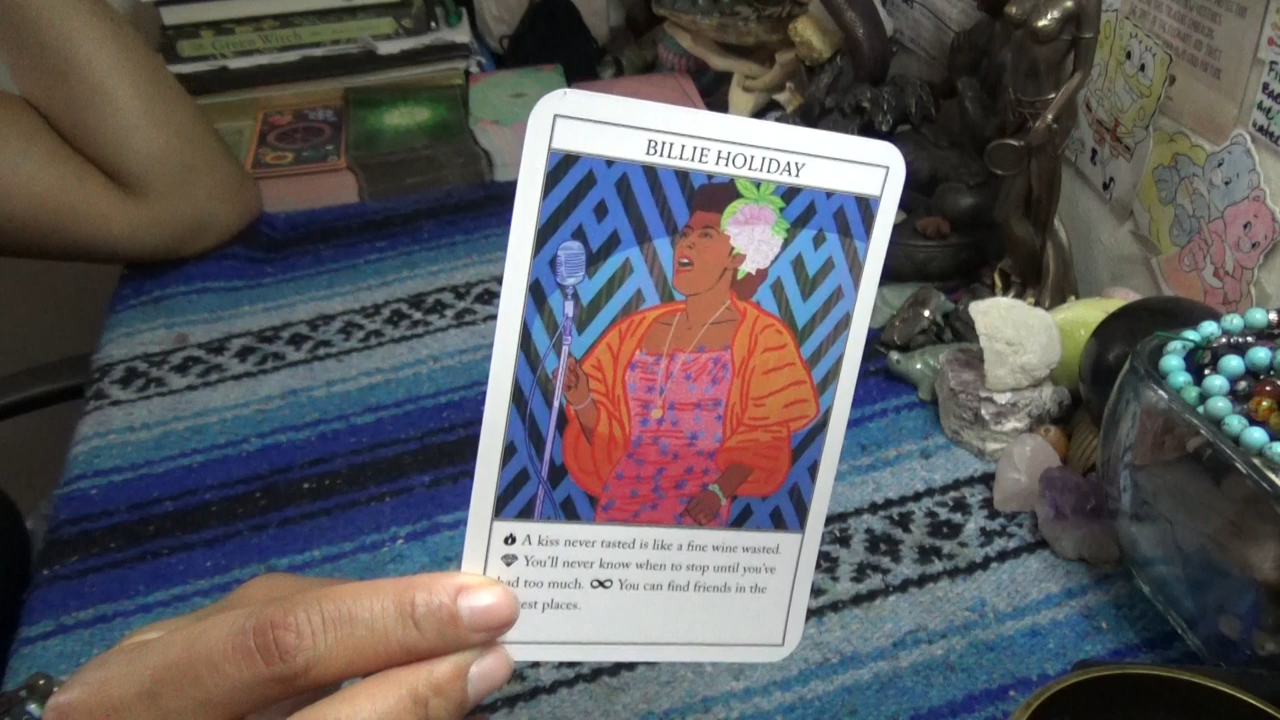 Green Witch
BILLIE HOLIDAY
A kiss never tasted is like a fine wine wasted.
You'll never know when to stop until you've
had too much. ∞ You can find friends in the
places.